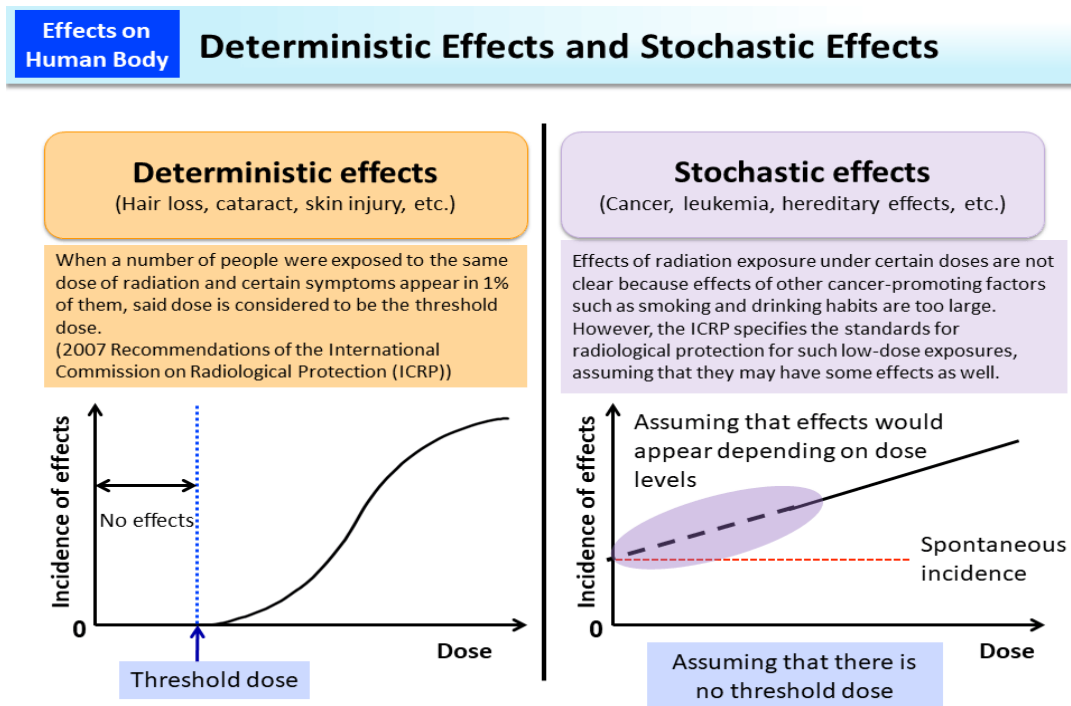 Effects on
Human Body
Deterministic Effects and Stochastic Effects
Deterministic effects
(Hair loss, cataract, skin injury, etc.)
When a number of people were exposed to the same
dose of radiation and certain symptoms appear in 1%
of them, said dose is considered to be the threshold
dose.
(2007 Recommendations of the International
Commission on Radiological Protection (ICRP))
Incidence of effects
No effects
0
Dose
Threshold dose
Stochastic effects
(Cancer, leukemia, hereditary effects, etc.)
Effects of radiation exposure under certain doses are not
clear because effects of other cancer-promoting factors
such as smoking and drinking habits are too large.
However, the ICRP specifies the standards for
radiological protection for such low-dose exposures,
assuming that they may have some effects as well.
Incidence of effects
Assuming that effects would
appear depending on dose
levels
Spontaneous
incidence
0
Dose
Assuming that there is
no threshold dose